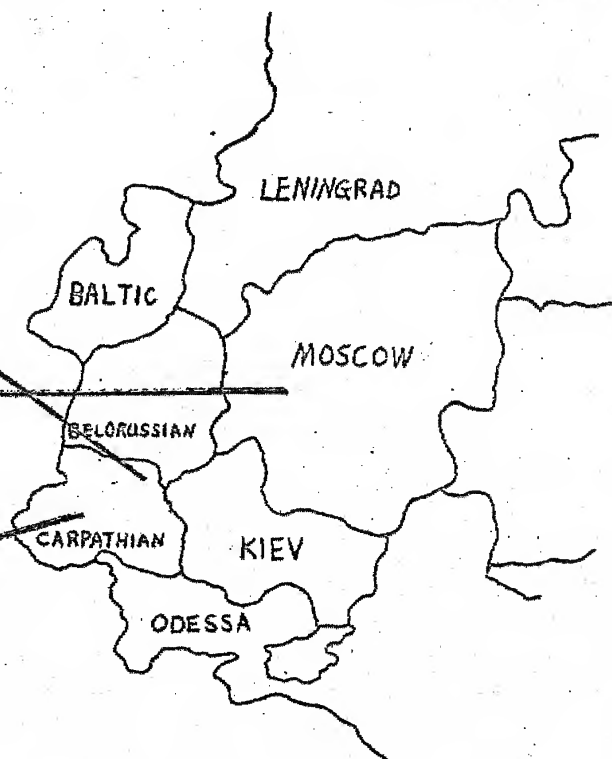 LENINGRAD
BALTIC
MOSCOW
BELORUSSIAN
CARPATHIAN
KIEV
ODESSA